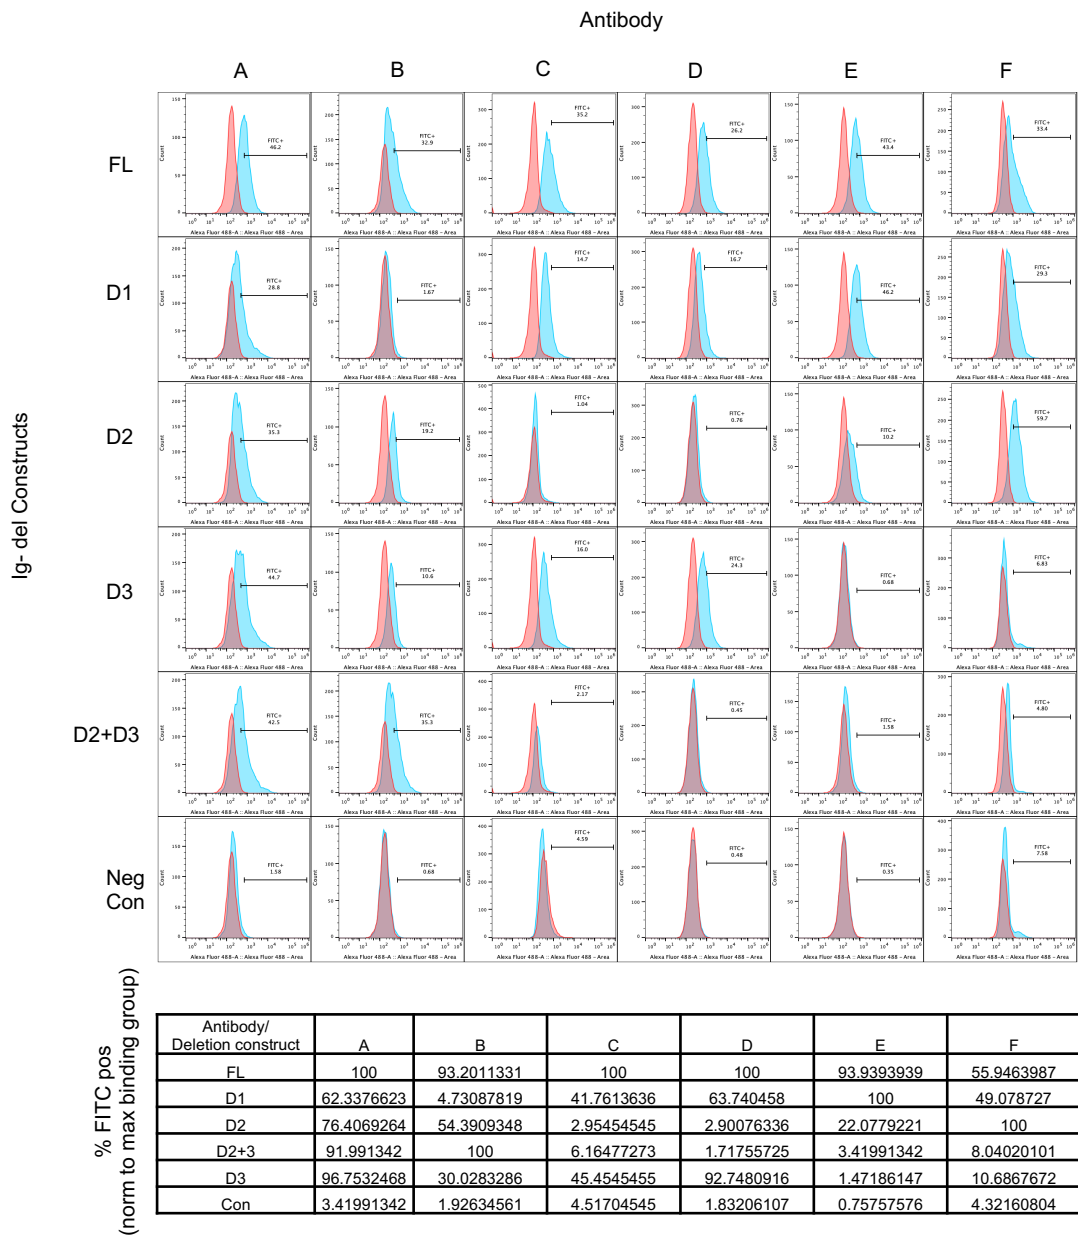 Antibody
A B C D E F
Ig- del Constructs
FL
FITC+ 46.2
FITC+ 32.9
FITC+ 35.2
FITC+ 26.2
FITC+ 43.4
FITC+ 33.4
D1
FITC+ 28.8
FITC+ 1.67
FITC+ 14.7
FITC+ 16.7
FITC+ 46.2
FITC+ 29.3
D2
FITC+ 35.3
FITC+ 19.2
FITC+ 1.04
FITC+ 0.76
FITC+ 10.2
FITC+ 59.7
D3
FITC+ 44.7
FITC+ 10.6
FITC+ 16.0
FITC+ 24.3
FITC+ 0.68
FITC+ 6.83
D2+D3
FITC+ 42.5
FITC+ 35.3
FITC+ 2.17
FITC+ 0.45
FITC+ 1.58
FITC+ 4.80
Neg
Con
FITC+ 1.58
FITC+ 0.68
FITC+ 4.59
FITC+ 0.48
FITC+ 0.35
FITC+ 7.58
Count
Alexa Fluor 488-A :: Alexa Fluor 488 - Area
% FITC pos
(norm to max binding group)
Antibody/
Deletion construct A B C D E F
FL 100 93.2011331 100 100 93.9393939 55.9463987
D1 62.3376623 4.73087819 41.7613636 63.740458 100 49.078727
D2 76.4069264 54.3909348 2.95454545 2.90076336 22.0779221 100
D2+3 91.991342 100 6.16477273 1.71755725 3.41991342 8.04020101
D3 96.7532468 30.0283286 45.4545455 92.7480916 1.47186147 10.6867672
Con 3.41991342 1.92634561 4.51704545 1.83206107 0.75757576 4.32160804